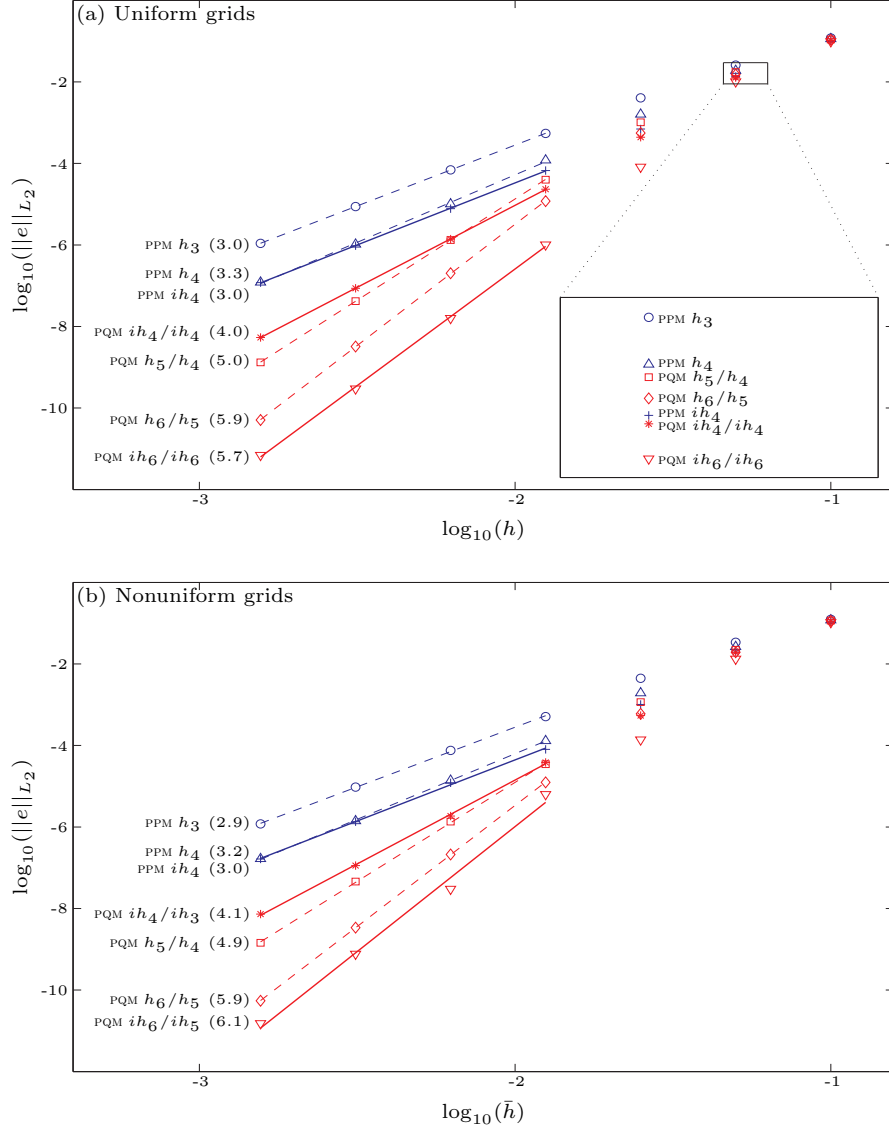 (a) Uniform grids
-2
-4
-6
-8
-10
log10(||e||L2)
PPM h3 (3.0)
PPM h4 (3.3)
PPM ih4 (3.0)
PQM ih4/ih4 (4.0)
PQM h5/h4 (5.0)
PQM h6/h5 (5.9)
PQM ih6/ih6 (5.7)
PPM h3
PPM h4
PQM h5/h4
PQM h6/h5
PPM ih4
PQM ih4/ih4
PQM ih6/ih6
-3
-2
-1
log10(h)
(b) Nonuniform grids
-2
-4
-6
-8
-10
log10(||e||L2)
PPM h3 (2.9)
PPM h4 (3.2)
PPM ih4 (3.0)
PQM ih4/ih3 (4.1)
PQM h5/h4 (4.9)
PQM h6/h5 (5.9)
PQM ih6/ih5 (6.1)
-3
-2
-1
log10(h̄)